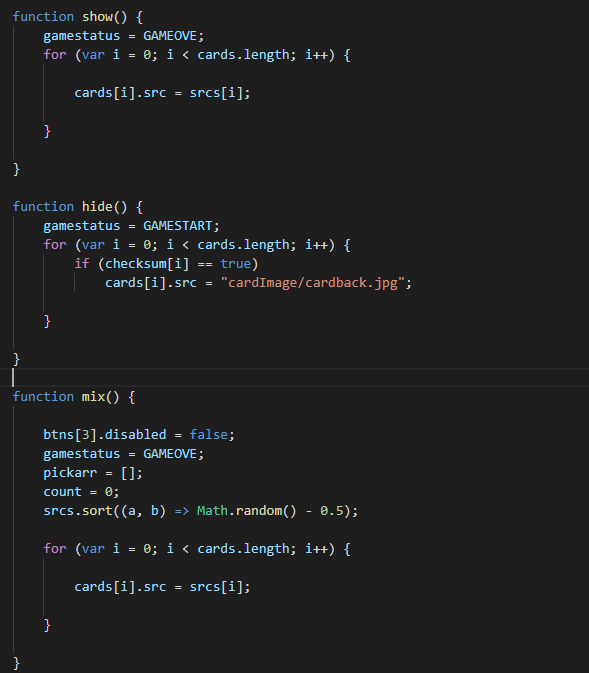 function show() {
    gamestatus = GAMEOVE;
    for (var i = 0; i < cards.length; i++) {
        cards[i].src = srcs[i];
    }
}
function hide() {
    gamestatus = GAMESTART;
    for (var i = 0; i < cards.length; i++) {
        if (checksum[i] == true)
            cards[i].src = "cardImage/cardback.jpg";
    }
}
function mix() {
    btns[3].disabled = false;
    gamestatus = GAMEOVE;
    pickarr = [];
    count = 0;
    srcs.sort((a, b) => Math.random() - 0.5);
    for (var i = 0; i < cards.length; i++) {
        cards[i].src = srcs[i];
    }
}